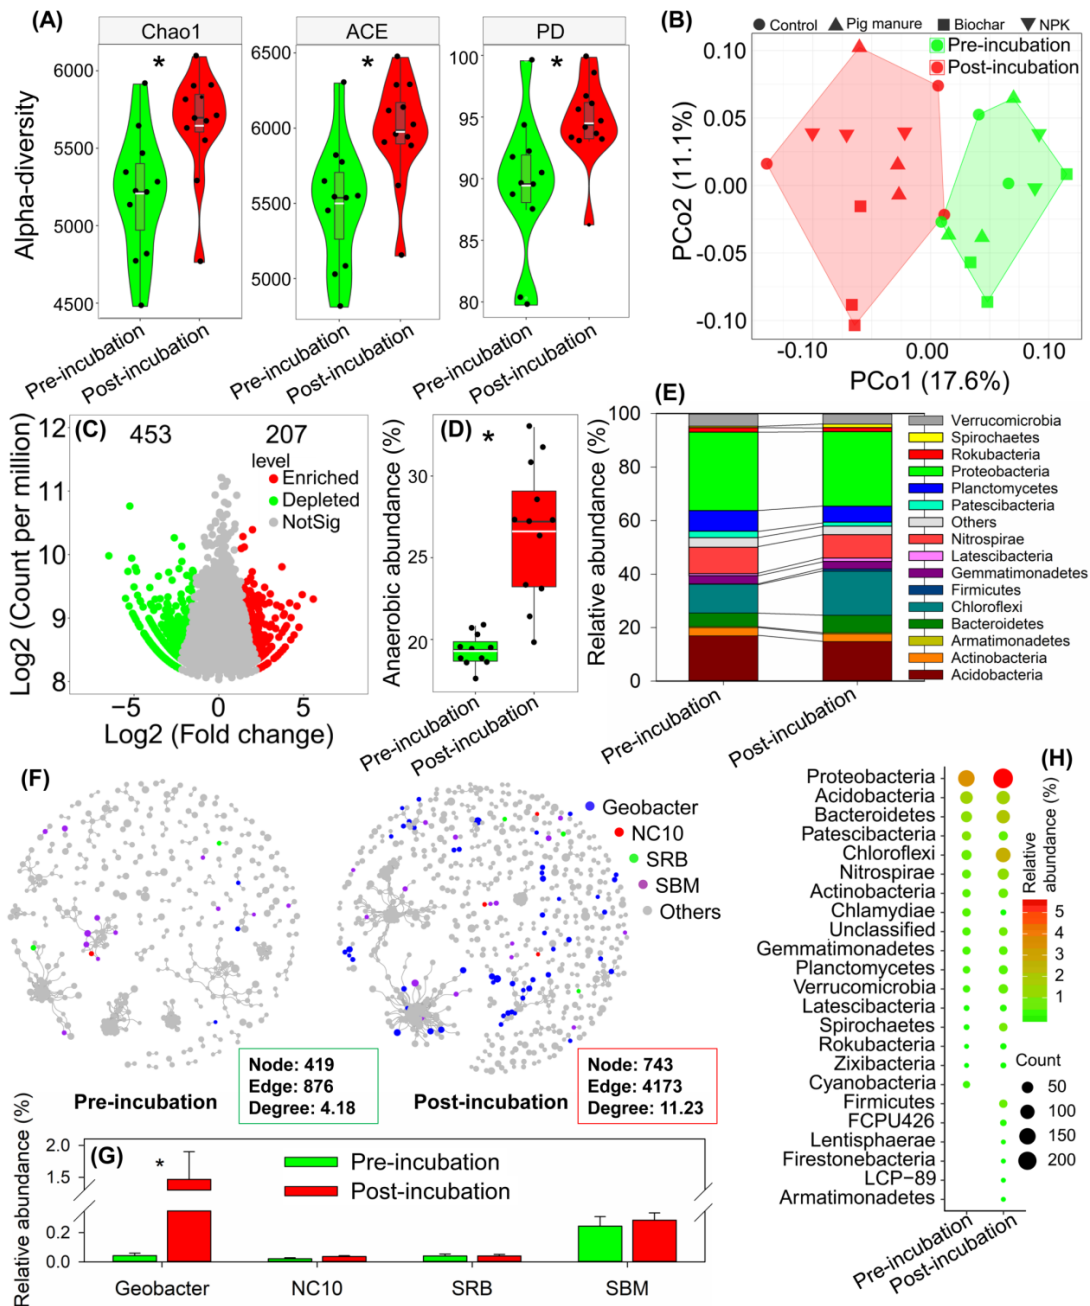 (A)
Chao1
ACE
PD
Alpha-diversity
6000
5500
5000
4500
*
6500
6000
5500
5000
*
100
95
90
85
80
*
Pre-incubation
Post-incubation
Pre-incubation
Post-incubation
Pre-incubation
Post-incubation
(B)
Control
Pig manure
Biochar
NPK
Pre-incubation
Post-incubation
PCo2 (11.1%)
0.10
0.05
0.00
-0.05
-0.10
-0.10
0.00
0.10
PCo1 (17.6%)
(C)
453
207
level
Enriched
Depleted
NotSig
Log2 (Count per million)
12
11
10
9
8
−5
0
5
Log2 (Fold change)
(D)
*
Anaerobic abundance (%)
30
25
20
Pre-incubation
Post-incubation
(E)
Relative abundance (%)
100
80
60
40
20
0
Pre-incubation
Post-incubation
Verrucomicrobia
Spirochaetes
Rokubacteria
Proteobacteria
Planctomycetes
Patescibacteria
Others
Nitrospirae
Latescibacteria
Gemmatimonadetes
Firmicutes
Chloroflexi
Bacteroidetes
Armatimonadetes
Actinobacteria
Acidobacteria
(F)
Geobacter
NC10
SRB
SBM
Others
Pre-incubation
Node: 419
Edge: 876
Degree: 4.18
Post-incubation
Node: 743
Edge: 4173
Degree: 11.23
(G)
Relative abundance (%)
2.0
1.5
0.2
0.0
*
Pre-incubation
Post-incubation
Geobacter
NC10
SRB
SBM
(H)
Proteobacteria
Acidobacteria
Bacteroidetes
Patescibacteria
Chloroflexi
Nitrospirae
Actinobacteria
Chlamydiae
Unclassified
Gemmatimonadetes
Planctomycetes
Verrucomicrobia
Latescibacteria
Spirochaetes
Rokubacteria
Zixibacteria
Cyanobacteria
Firmicutes
FCPU426
Lentisphaerae
Firestonebacteria
LCP−89
Armatimonadetes
Pre-incubation
Post-incubation
Relative
abundance (%)
5
4
3
2
1
Count
50
100
150
200